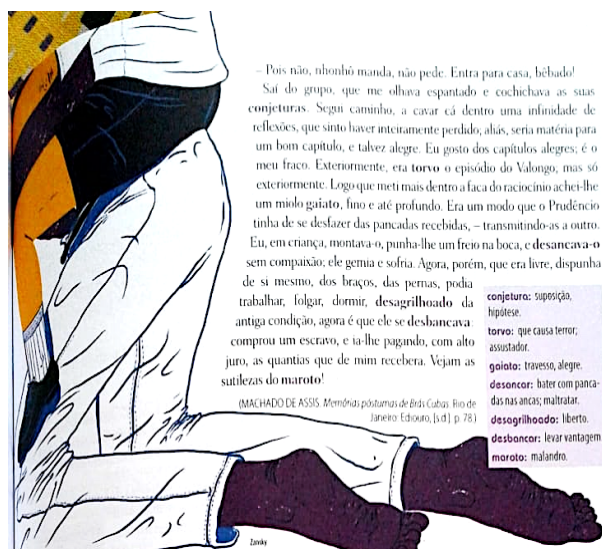 – Pois não, nhonhô manda, não pede. Entra para casa, bêbado!
Saí do grupo, que me olhava espantado e cochichava as suas
conjeturas. Segui caminho, a cavar cá dentro uma infinidade de
reflexões, que sinto haver inteiramente perdido; aliás, seria matéria para
um bom capítulo, e talvez alegre. Eu gosto dos capítulos alegres; é o
meu fraco. Exteriormente, era torvo o episódio do Valongo; mas só
exteriormente. Logo que meti mais dentro a faca do raciocínio achei-lhe
um miolo gaiato, fino e até profundo. Era um modo que o Prudêncio
tinha de se desfazer das pancadas recebidas, – transmitindo-as a outro.
Eu, em criança, montava-o, punha-lhe um freio na boca, e desancava-o
sem compaixão; ele gemia e sofria. Agora, porém, que era livre, dispunha
de si mesmo, dos braços, das pernas, podia
trabalhar, folgar, dormir, desagrilhoado da
antiga condição, agora é que ele se desbancava:
comprou um escravo, e ia-lhe pagando, com alto
juro, as quantias que de mim recebera. Vejam as
sutilezas do maroto!
(MACHADO DE ASSIS. Memórias póstumas de Brás Cubas. Rio de
Janeiro: Ediouro, [s.d.]. p. 78.)
conjetura: suposição,
hipótese.
torvo: que causa terror;
assustador.
gaiato: travesso, alegre.
desancar: bater com panca-
das nas ancas; maltratar.
desagrilhoado: liberto.
desbancar: levar vantagem
maroto: malandro.
Zansky